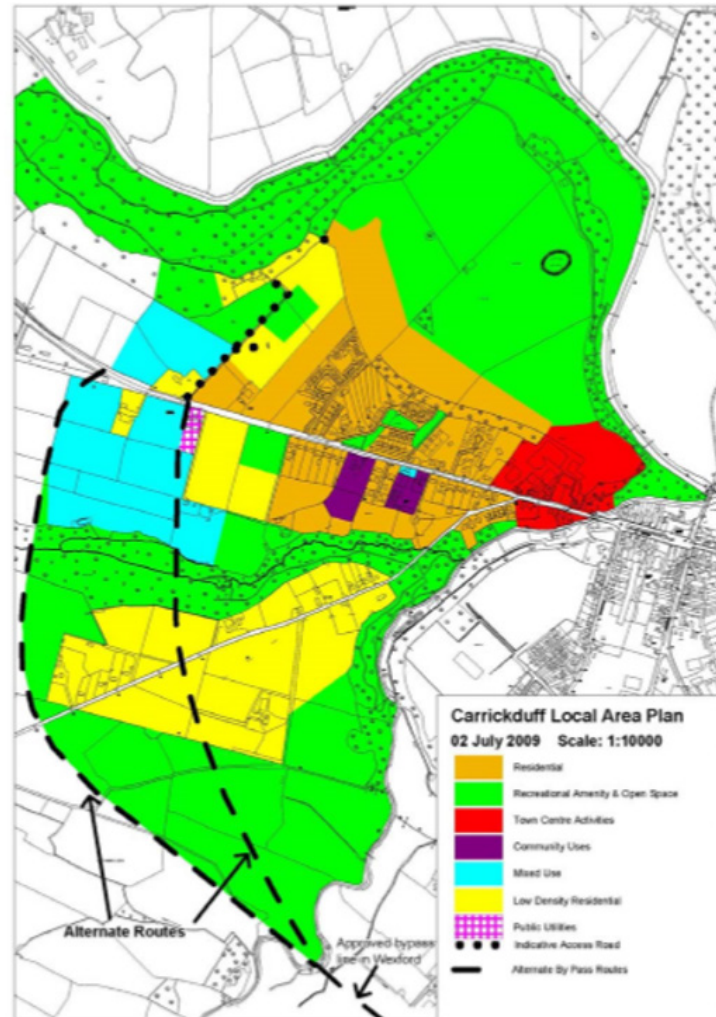 Alternate Routes
Approved bypass
line in Wexford
Carrickduff Local Area Plan
02 July 2009 Scale: 1:10000
Residential
Recreational Amenity & Open Space
Town Centre Activities
Community Uses
Mixed Use
Low Density Residential
Public Utilities
Indicative Access Road
Alternate By Pass Routes